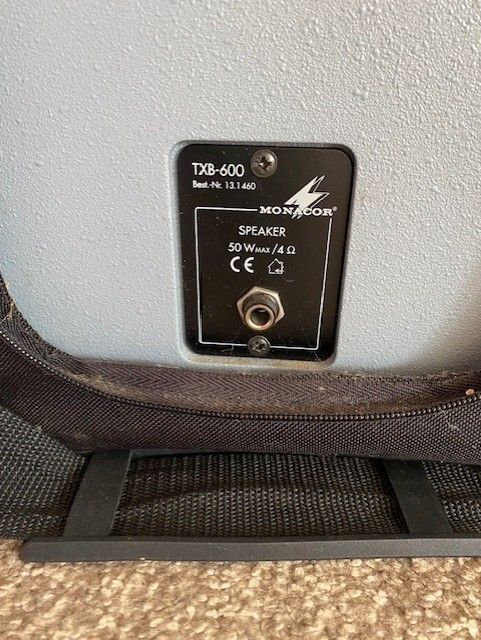 TXB-600
Best.-Nr. 13.1460
MONACOR®
SPEAKER
50 WMAX/4 Ω
CE